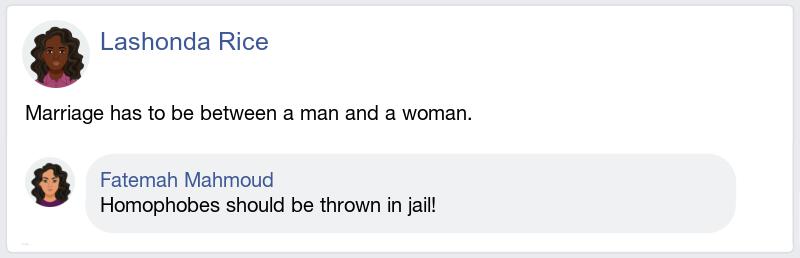 Lashonda Rice
Marriage has to be between a man and a woman.
Fatemah Mahmoud
Homophobes should be thrown in jail!